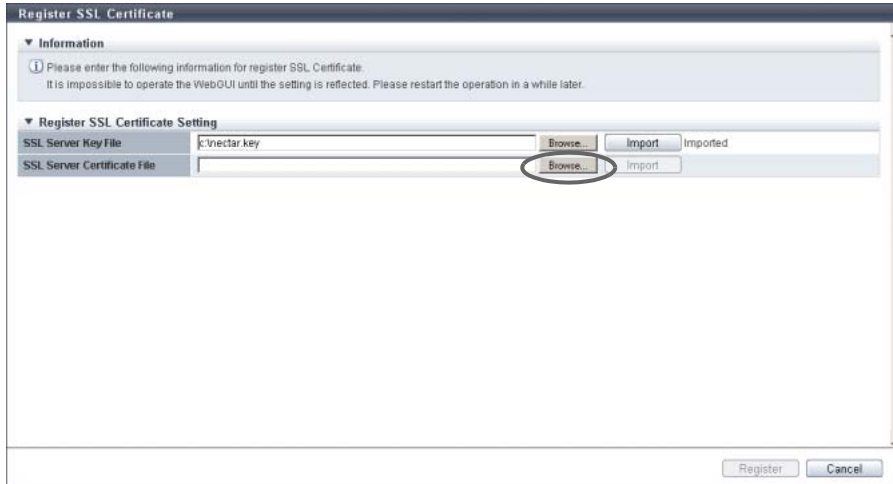 Register SSL Certificate
▼ Information
Please enter the following information for register SSL Certificate.
It is impossible to operate the WebGUI until the setting is reflected. Please restart the operation in a while later.
▼ Register SSL Certificate Setting
SSL Server Key File c:\nectar.key Browse... Import Imported
SSL Server Certificate File Browse... Import
Register Cancel